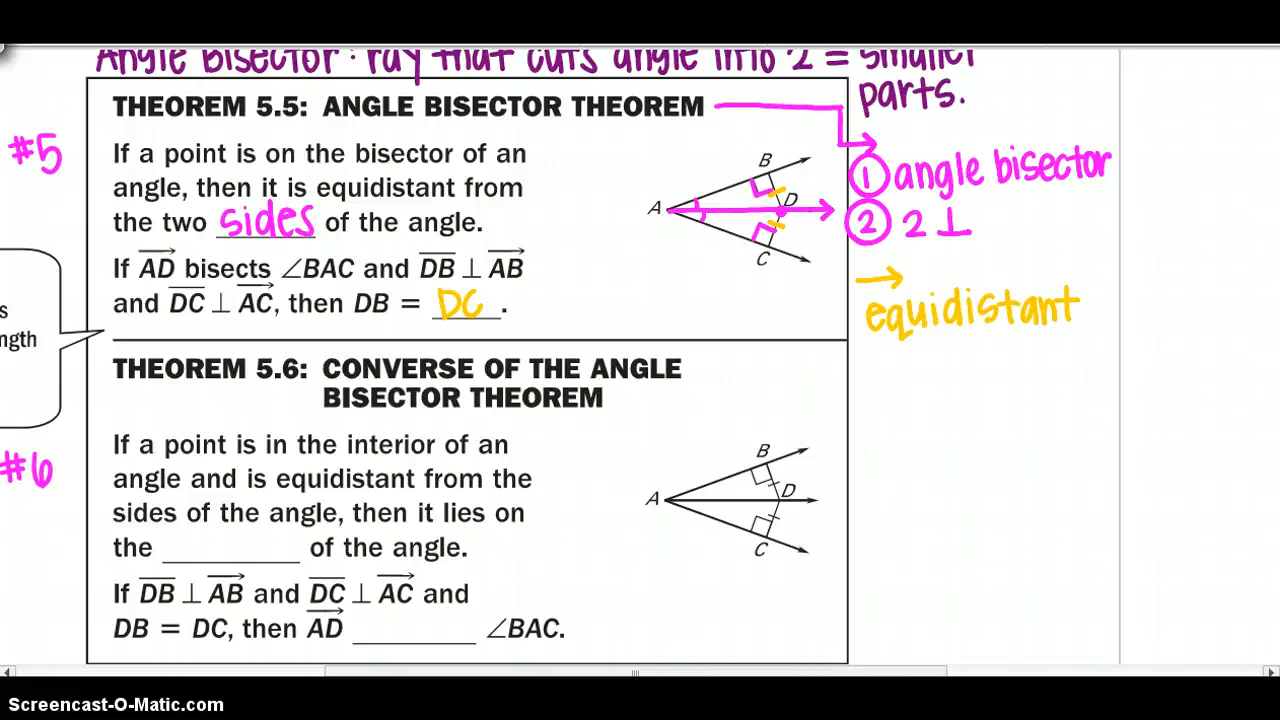 Angle Bisector: ray that cuts angle into 2 = smaller
parts.
THEOREM 5.5: ANGLE BISECTOR THEOREM
#5
If a point is on the bisector of an
angle, then it is equidistant from
the two sides of the angle.
If AD bisects ∠BAC and DB ⊥ AB
and DC ⊥ AC, then DB = DC.
B
A
D
C
① angle bisector
② 2 ⊥
→
equidistant
s
ngth
THEOREM 5.6: CONVERSE OF THE ANGLE
BISECTOR THEOREM
#6
If a point is in the interior of an
angle and is equidistant from the
sides of the angle, then it lies on
the ________ of the angle.
If DB ⊥ AB and DC ⊥ AC and
DB = DC, then AD ________ ∠BAC.
B
A
D
C
Screencast-O-Matic.com